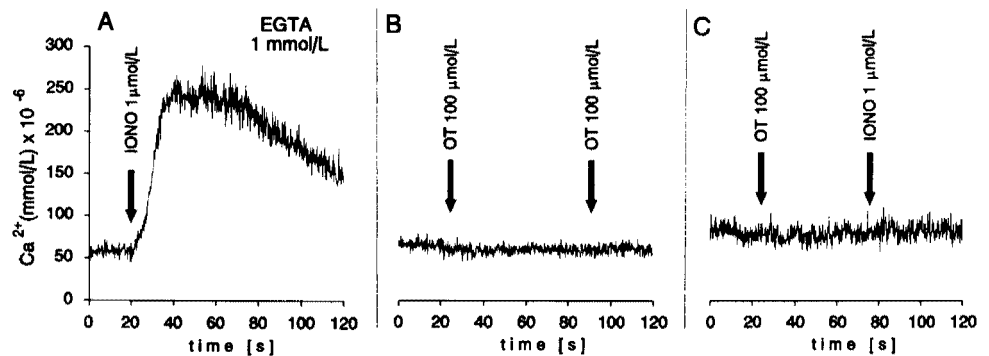 A
EGTA
1 mmol/L
IONO 1 µmol/L
Ca 2+(mmol/L) x 10 -6
300
250
200
150
100
50
0
0 20 40 60 80 100 120
time [s]
B
OT 100 µmol/L
OT 100 µmol/L
0 20 40 60 80 100 120
time [s]
C
OT 100 µmol/L
IONO 1 µmol/L
0 20 40 60 80 100 120
time [s]